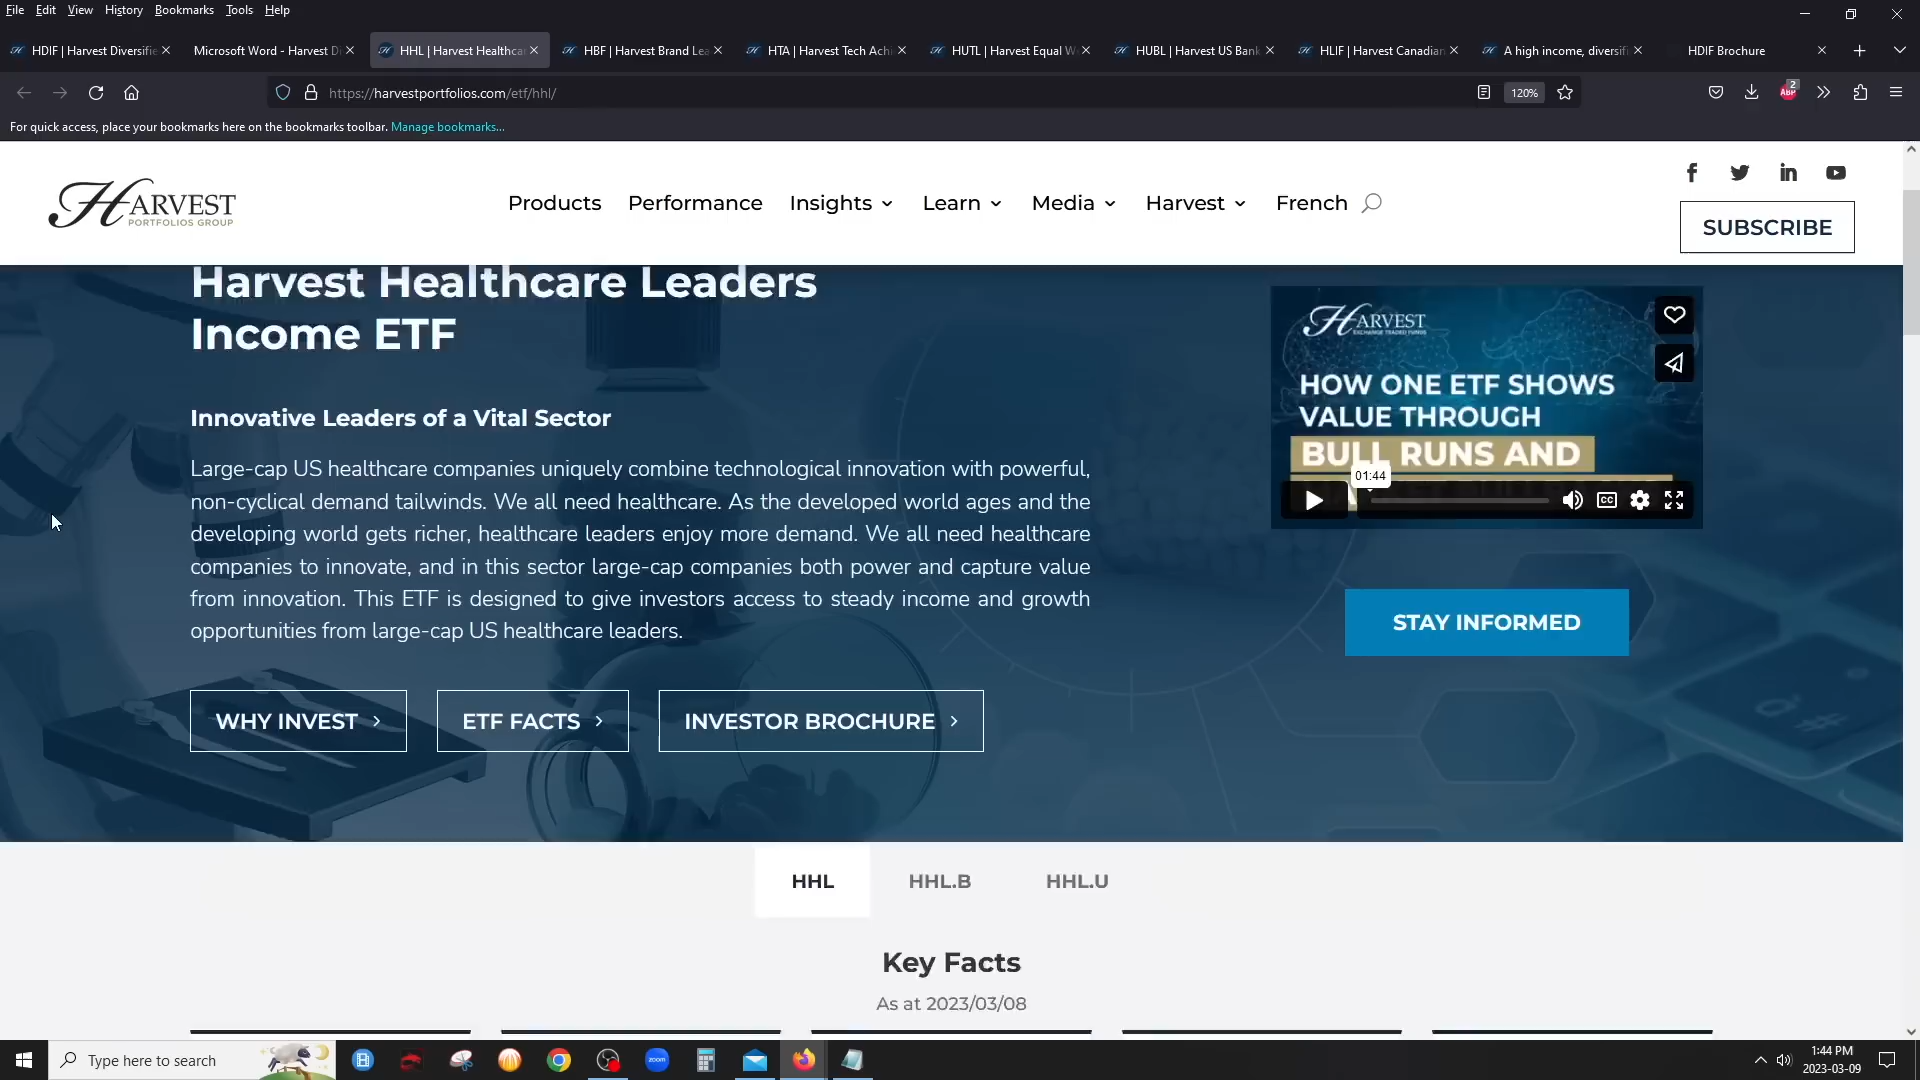 File Edit View History Bookmarks Tools Help
HDIF | Harvest Diversifie
Microsoft Word - Harvest D
HHL | Harvest Healthca
HBF | Harvest Brand Lea
HTA | Harvest Tech Achi
HUTL | Harvest Equal W
HUBL | Harvest US Bank
HLIF | Harvest Canadian
A high income, diversifi
HDIF Brochure
https://harvestportfolios.com/etf/hhl/
120%
ABP
2
For quick access, place your bookmarks here on the bookmarks toolbar. Manage bookmarks...
HARVEST
PORTFOLIOS GROUP
Products Performance Insights Learn Media Harvest French
SUBSCRIBE
Harvest Healthcare Leaders
Income ETF
Innovative Leaders of a Vital Sector
Large-cap US healthcare companies uniquely combine technological innovation with powerful,
non-cyclical demand tailwinds. We all need healthcare. As the developed world ages and the
developing world gets richer, healthcare leaders enjoy more demand. We all need healthcare
companies to innovate, and in this sector large-cap companies both power and capture value
from innovation. This ETF is designed to give investors access to steady income and growth
opportunities from large-cap US healthcare leaders.
WHY INVEST
ETF FACTS
INVESTOR BROCHURE
HARVEST
EXCHANGE TRADED FUNDS
HOW ONE ETF SHOWS
VALUE THROUGH
BULL RUNS AND
01:44
CC
STAY INFORMED
HHL HHL.B HHL.U
Key Facts
As at 2023/03/08
Type here to search
zoom
1:44 PM
2023-03-09